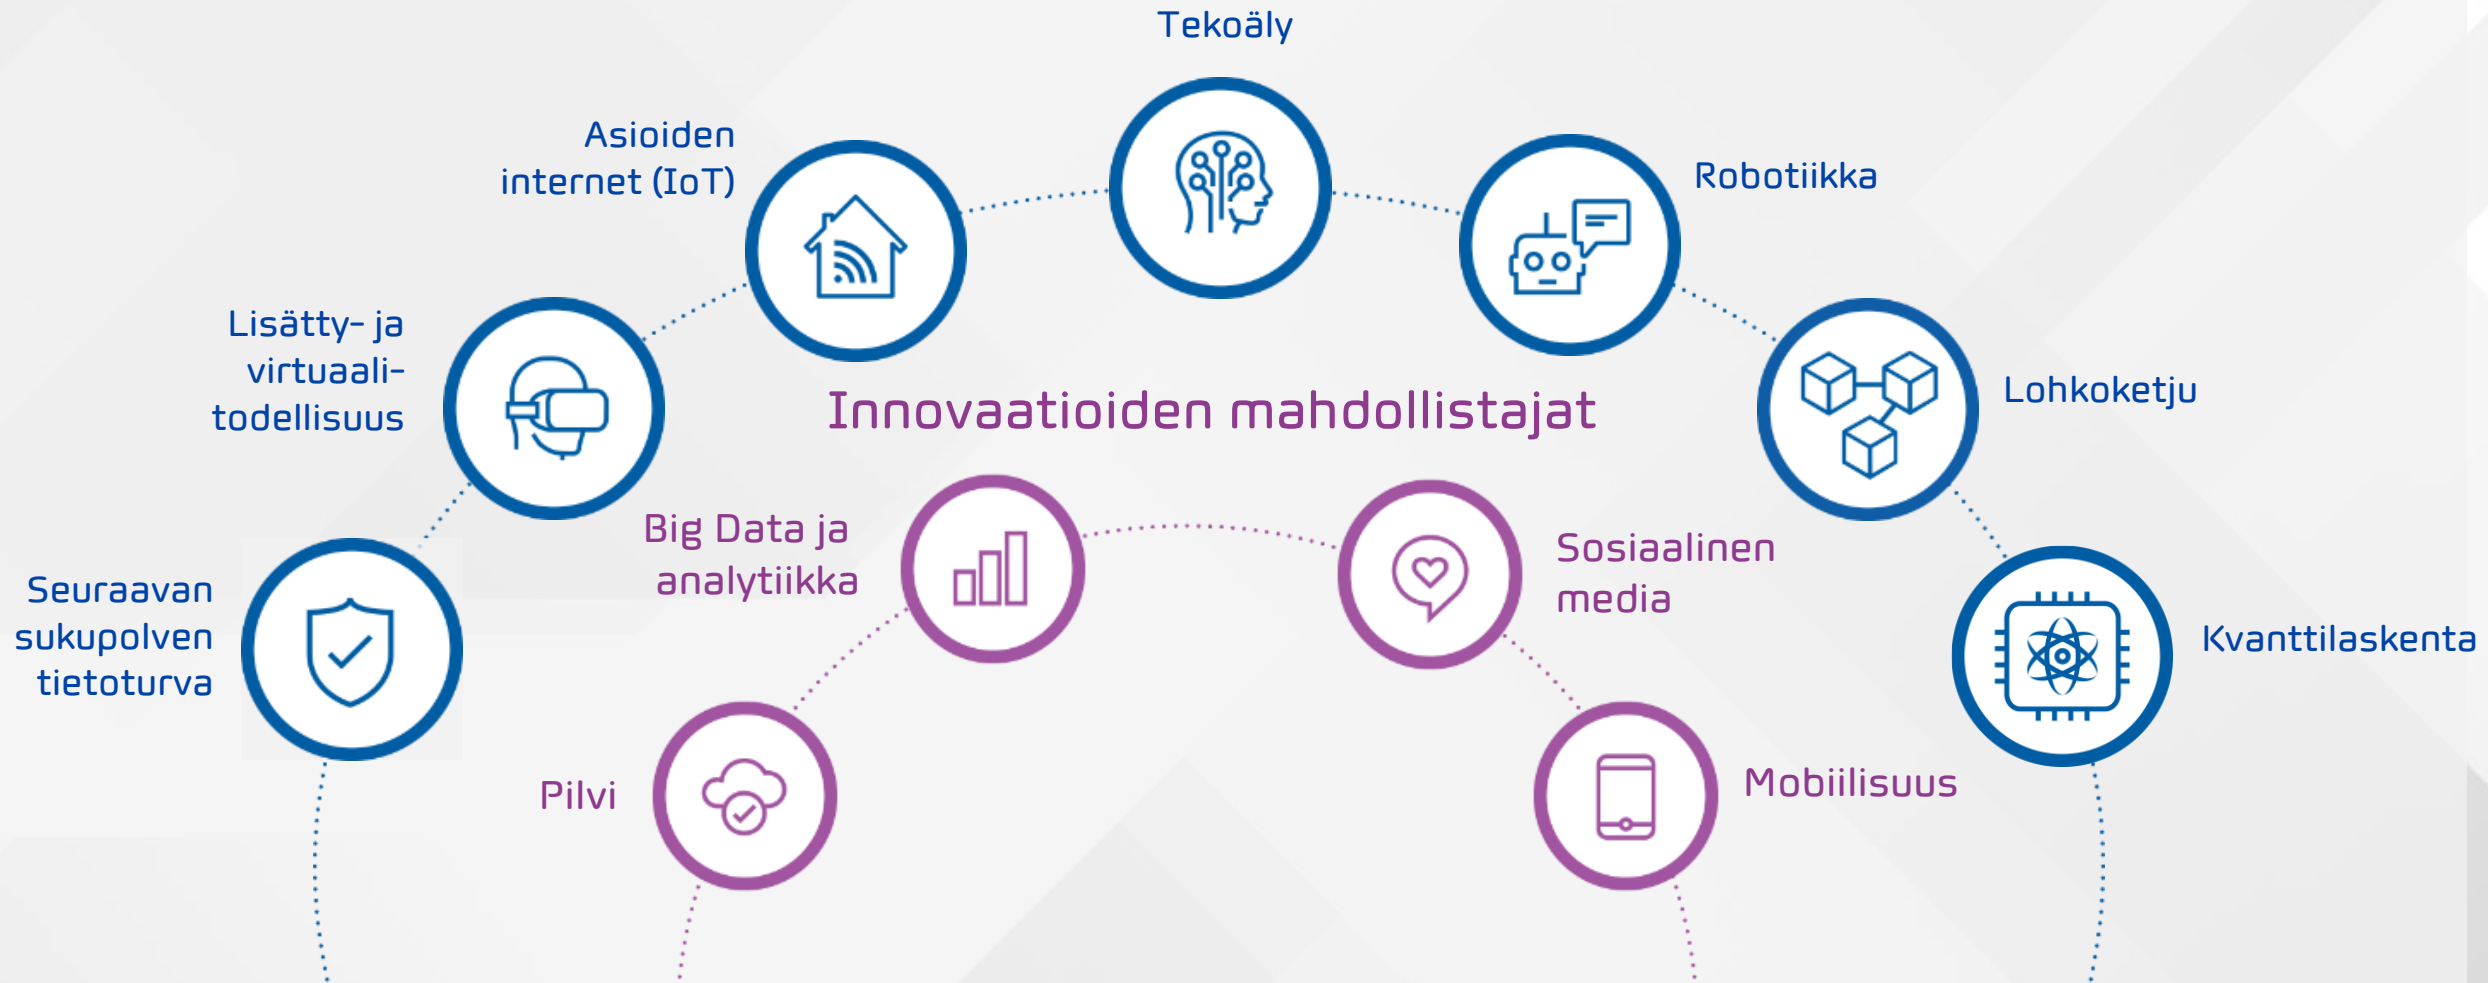 Tekoäly
Asioiden
internet (IoT)
Robotiikka
Lisätty- ja
virtuaali-
todellisuus
Innovaatioiden mahdollistajat
Lohkoketju
Big Data ja
analytiikka
Sosiaalinen
media
Seuraavan
sukupolven
tietoturva
Kvanttilaskenta
Pilvi
Mobiilisuus